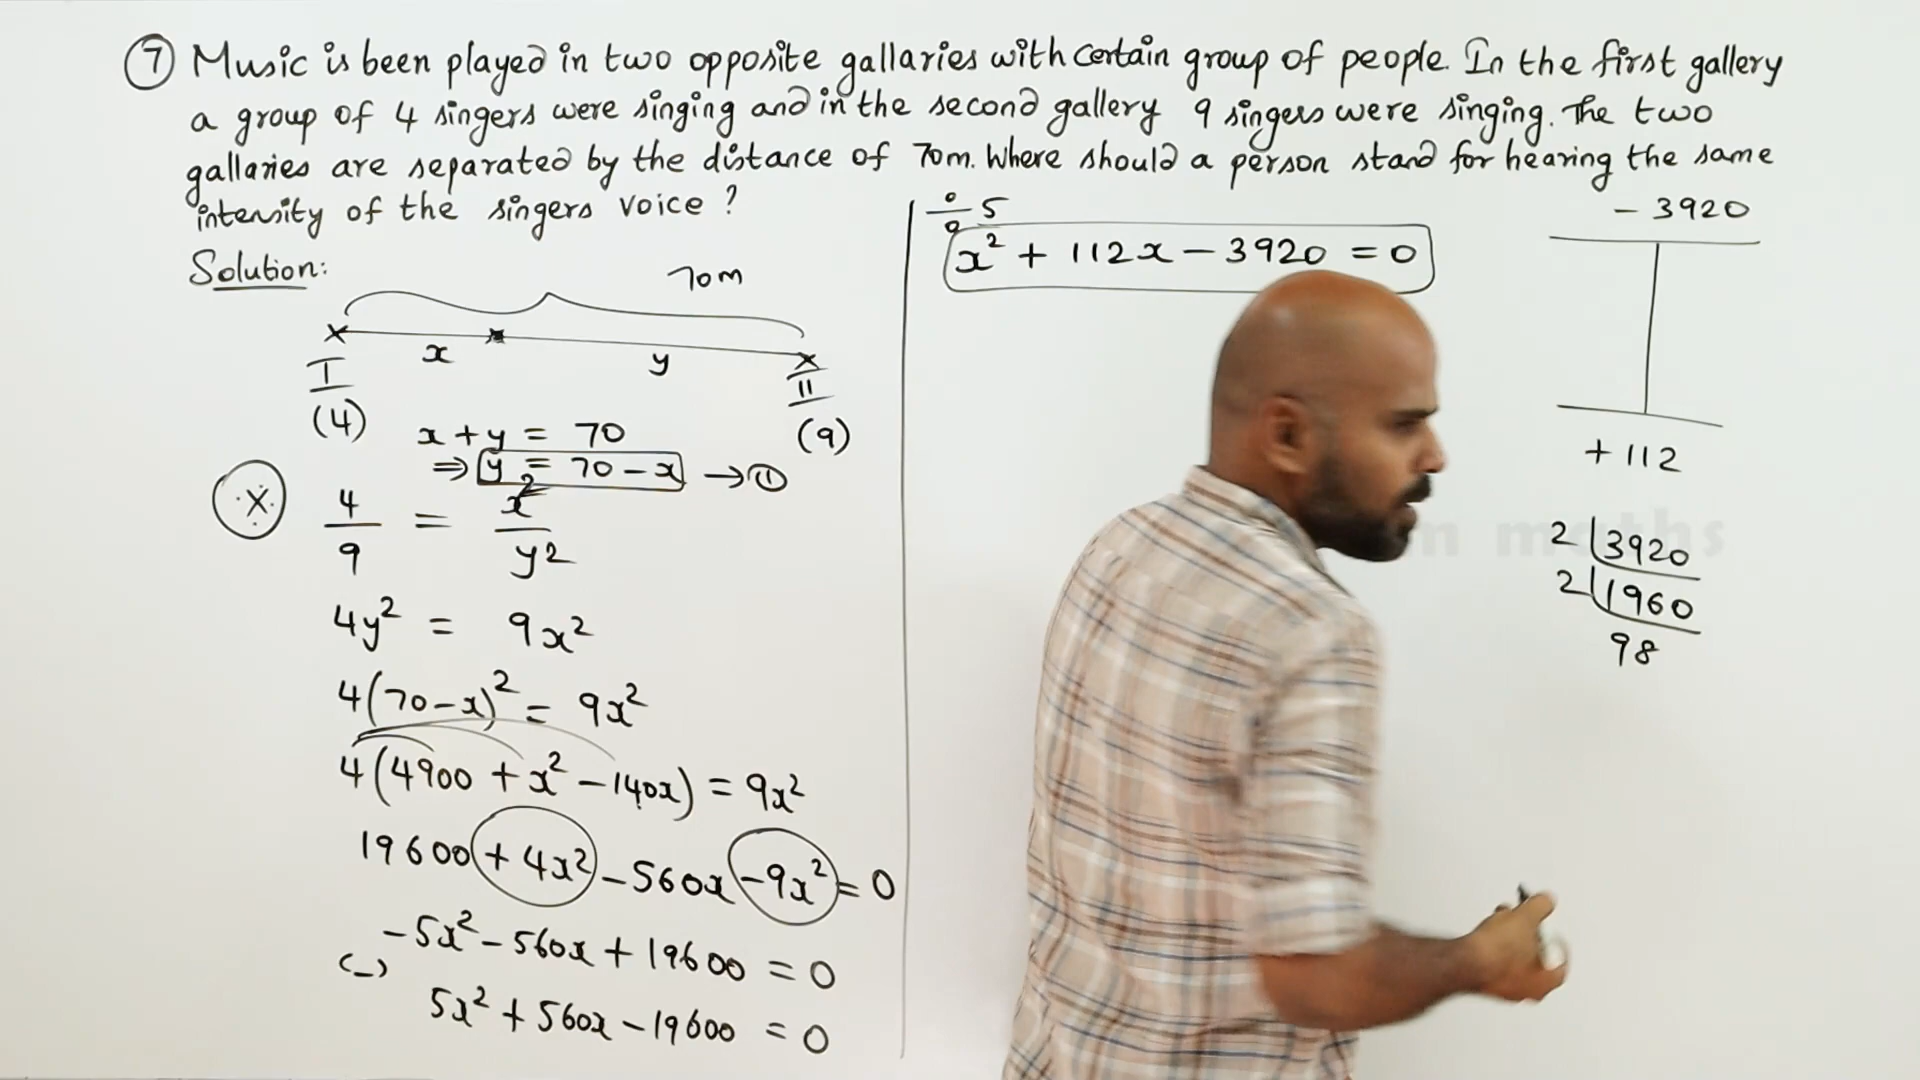 7 Music is been played in two opposite gallaries with certain group of people. In the first gallery
a group of 4 singers were singing and in the second gallery 9 singers were singing. The two
gallaries are separated by the distance of 70m. Where should a person stand for hearing the same
intensity of the singers voice?
Solution:
70m
x
y
I
II
(4)
(9)
x + y = 70
⇒ y = 70 - x → ①
X
4/9 = x²/y²
4y² = 9x²
4(70-x)² = 9x²
4(4900 + x² - 140x) = 9x²
19600 + 4x² - 560x - 9x² = 0
-5x² - 560x + 19600 = 0
(-)
5x² + 560x - 19600 = 0
÷ 5
x² + 112x - 3920 = 0
- 3920
+ 112
2 | 3920
2 | 1960
98
maths